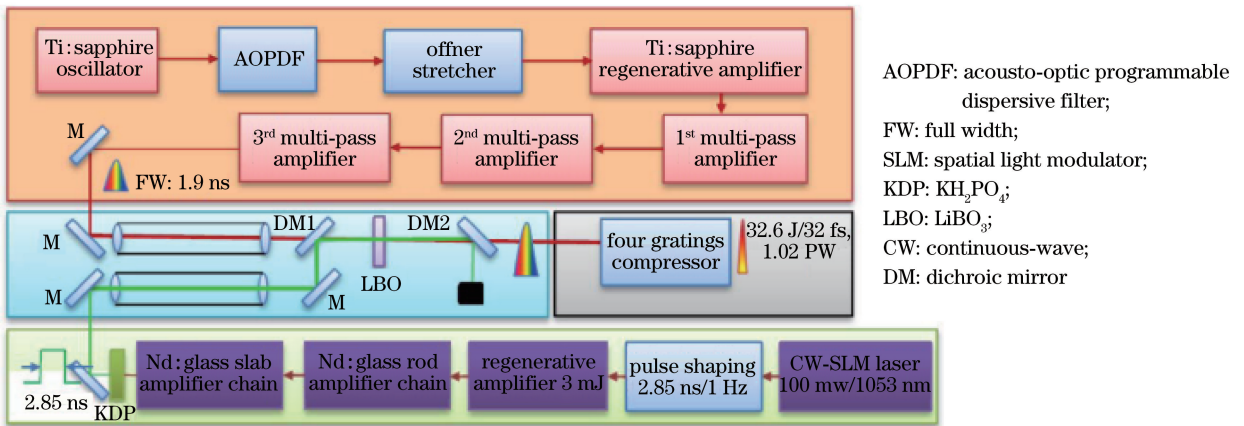 Ti:sapphire
oscillator
AOPDF
offner
stretcher
Ti:sapphire
regenerative amplifier
M
3rd multi-pass
amplifier
2nd multi-pass
amplifier
1st multi-pass
amplifier
FW: 1.9 ns
M
DM1
DM2
M
LBO
M
four gratings
compressor
32.6 J/32 fs,
1.02 PW
2.85 ns
KDP
Nd:glass slab
amplifier chain
Nd:glass rod
amplifier chain
regenerative
amplifier 3 mJ
pulse shaping
2.85 ns/1 Hz
CW-SLM laser
100 mw/1053 nm
AOPDF: acousto-optic programmable
dispersive filter;
FW: full width;
SLM: spatial light modulator;
KDP: KH2PO4;
LBO: LiBO3;
CW: continuous-wave;
DM: dichroic mirror